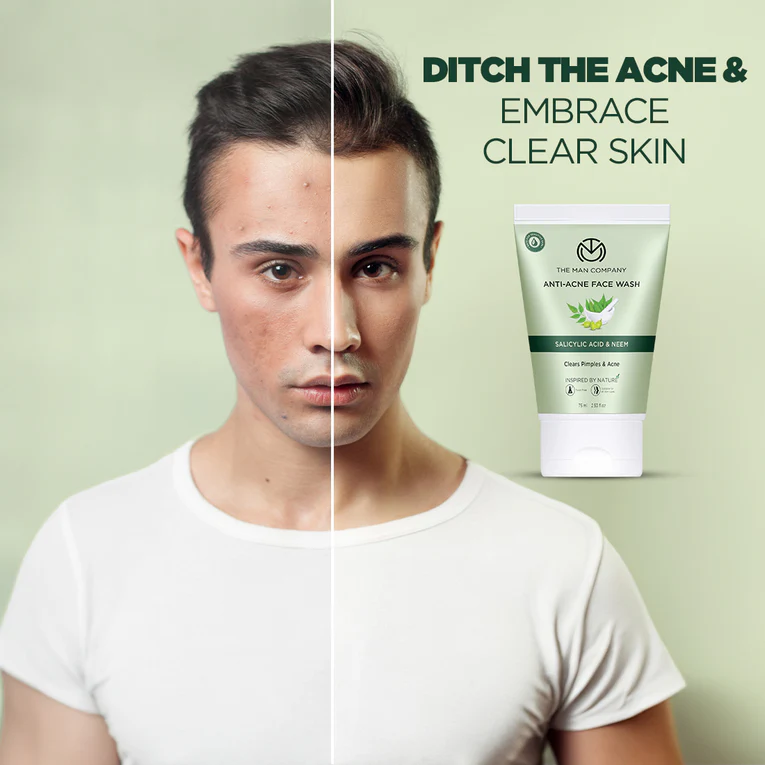 DITCH THE ACNE &
EMBRACE
CLEAR SKIN
THE MAN COMPANY
ANTI-ACNE FACE WASH
SALICYLIC ACID & NEEM
Clears Pimples & Acne
INSPIRED BY NATURE